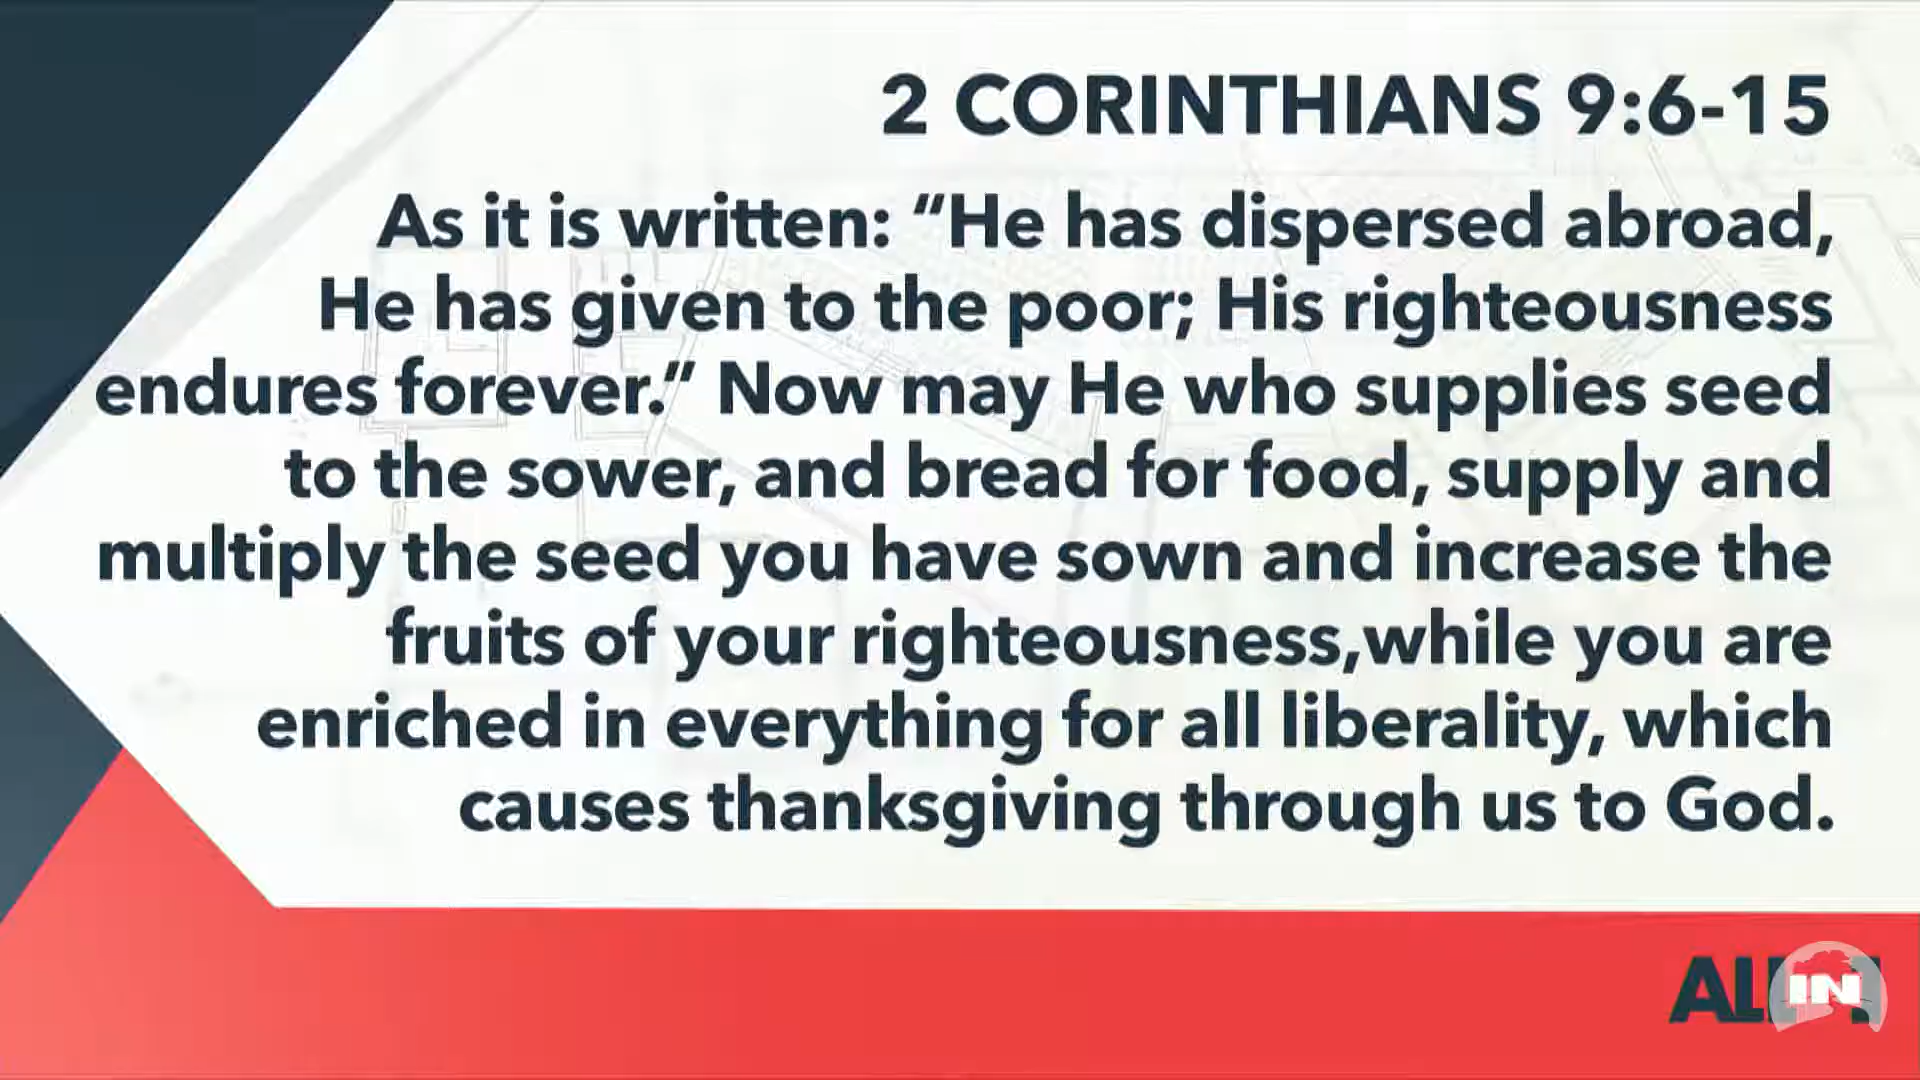 2 CORINTHIANS 9:6-15
As it is written: “He has dispersed abroad,
He has given to the poor; His righteousness
endures forever.” Now may He who supplies seed
to the sower, and bread for food, supply and
multiply the seed you have sown and increase the
fruits of your righteousness,while you are
enriched in everything for all liberality, which
causes thanksgiving through us to God.
IN